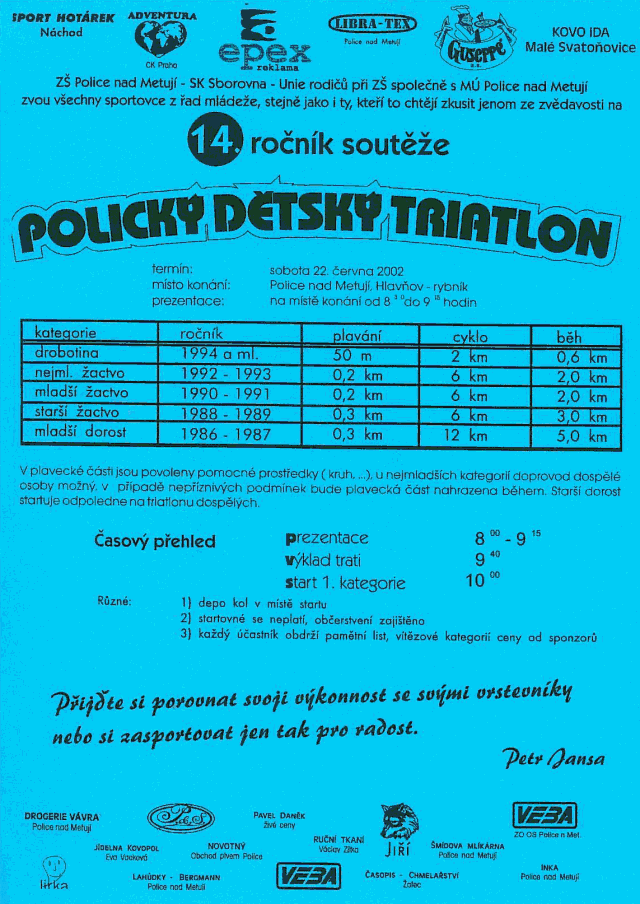 SPORT HOTÁREK
Náchod
ADVENTURA
CK Praha
epex
reklama
LIBRA-TEX
Police nad Metují
GIUSEPPE
KOVO IDA
Malé Svatoňovice
ZŠ Police nad Metují - SK Sborovna - Unie rodičů při ZŠ společně s MÚ Police nad Metují
zvou všechny sportovce z řad mládeže, stejně jako i ty, kteří to chtějí zkusit jenom ze zvědavosti na
14. ročník soutěže
POLICKÝ DĚTSKÝ TRIATLON
termín: sobota 22. června 2002
místo konání: Police nad Metují, Hlavňov - rybník
prezentace: na místě konání od 8 30 do 9 15 hodin
kategorie ročník plavání cyklo běh
drobotina 1994 a ml. 50 m 2 km 0,6 km
nejml. žactvo 1992 - 1993 0,2 km 6 km 2,0 km
mladší žactvo 1990 - 1991 0,2 km 6 km 2,0 km
starší žactvo 1988 - 1989 0,3 km 6 km 3,0 km
mladší dorost 1986 - 1987 0,3 km 12 km 5,0 km
V plavecké části jsou povoleny pomocné prostředky ( kruh, ...), u nejmladších kategorií doprovod dospělé
osoby možný, v případě nepříznivých podmínek bude plavecká část nahrazena během. Starší dorost
startuje odpoledne na triatlonu dospělých.
Časový přehled prezentace 8 00 - 9 15
výklad trati 9 40
start 1. kategorie 10 00
Různé: 1) depo kol v místě startu
2) startovné se neplatí, občerstvení zajištěno
3) každý účastník obdrží pamětní list, vítězové kategorií ceny od sponzorů
Přijďte si porovnat svoji výkonnost se svými vrstevníky
nebo si zasportovat jen tak pro radost.
Petr Jansa
DROGERIE VÁVRA
Police nad Metují
PAVEL DANĚK
živé ceny
VEBA
ZO OS Police n Met.
JÍDELNA KOVOPOL
Eva Vacková
NOVOTNÝ
Obchod pivem Police
RUČNÍ TKANÍ
Václav Zítka
JIŘÍ
ŠMÍDOVA MLÍKÁRNA
Police nad Metují
lirka
LAHŮDKY - BERGMANN
Police nad Metují
VEBA
ČASOPIS - CHMELAŘSTVÍ
Žatec
INKA
Police nad Metují